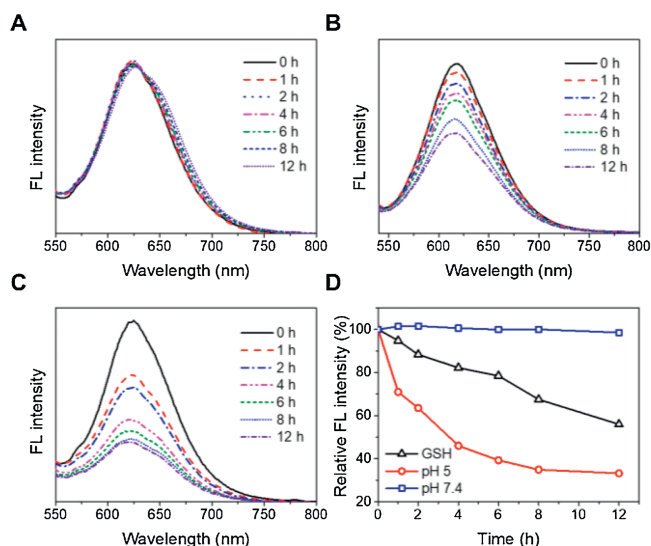 A
FL intensity
0 h
1 h
2 h
4 h
6 h
8 h
12 h
550 600 650 700 750 800
Wavelength (nm)
B
FL intensity
0 h
1 h
2 h
4 h
6 h
8 h
12 h
550 600 650 700 750 800
Wavelength (nm)
C
FL intensity
0 h
1 h
2 h
4 h
6 h
8 h
12 h
550 600 650 700 750 800
Wavelength (nm)
D
Relative FL intensity (%)
100
80
60
40
20
GSH
pH 5
pH 7.4
0 2 4 6 8 10 12
Time (h)